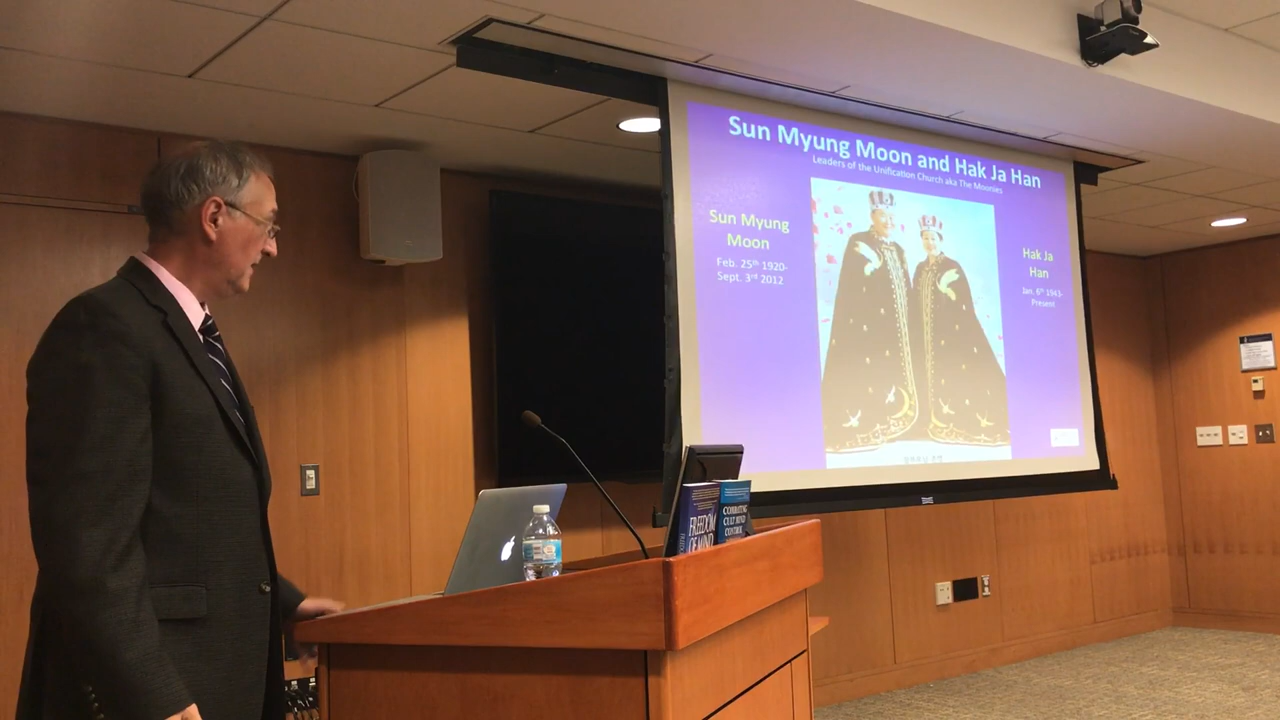 Sun Myung Moon and Hak Ja Han
Leaders of the Unification Church aka The Moonies
Sun Myung
Moon
Feb. 25th 1920-
Sept. 3rd 2012
Hak Ja
Han
Jan. 6th 1943-
Present
FREEDOM
OF MIND
COMBATING
CULT MIND
CONTROL